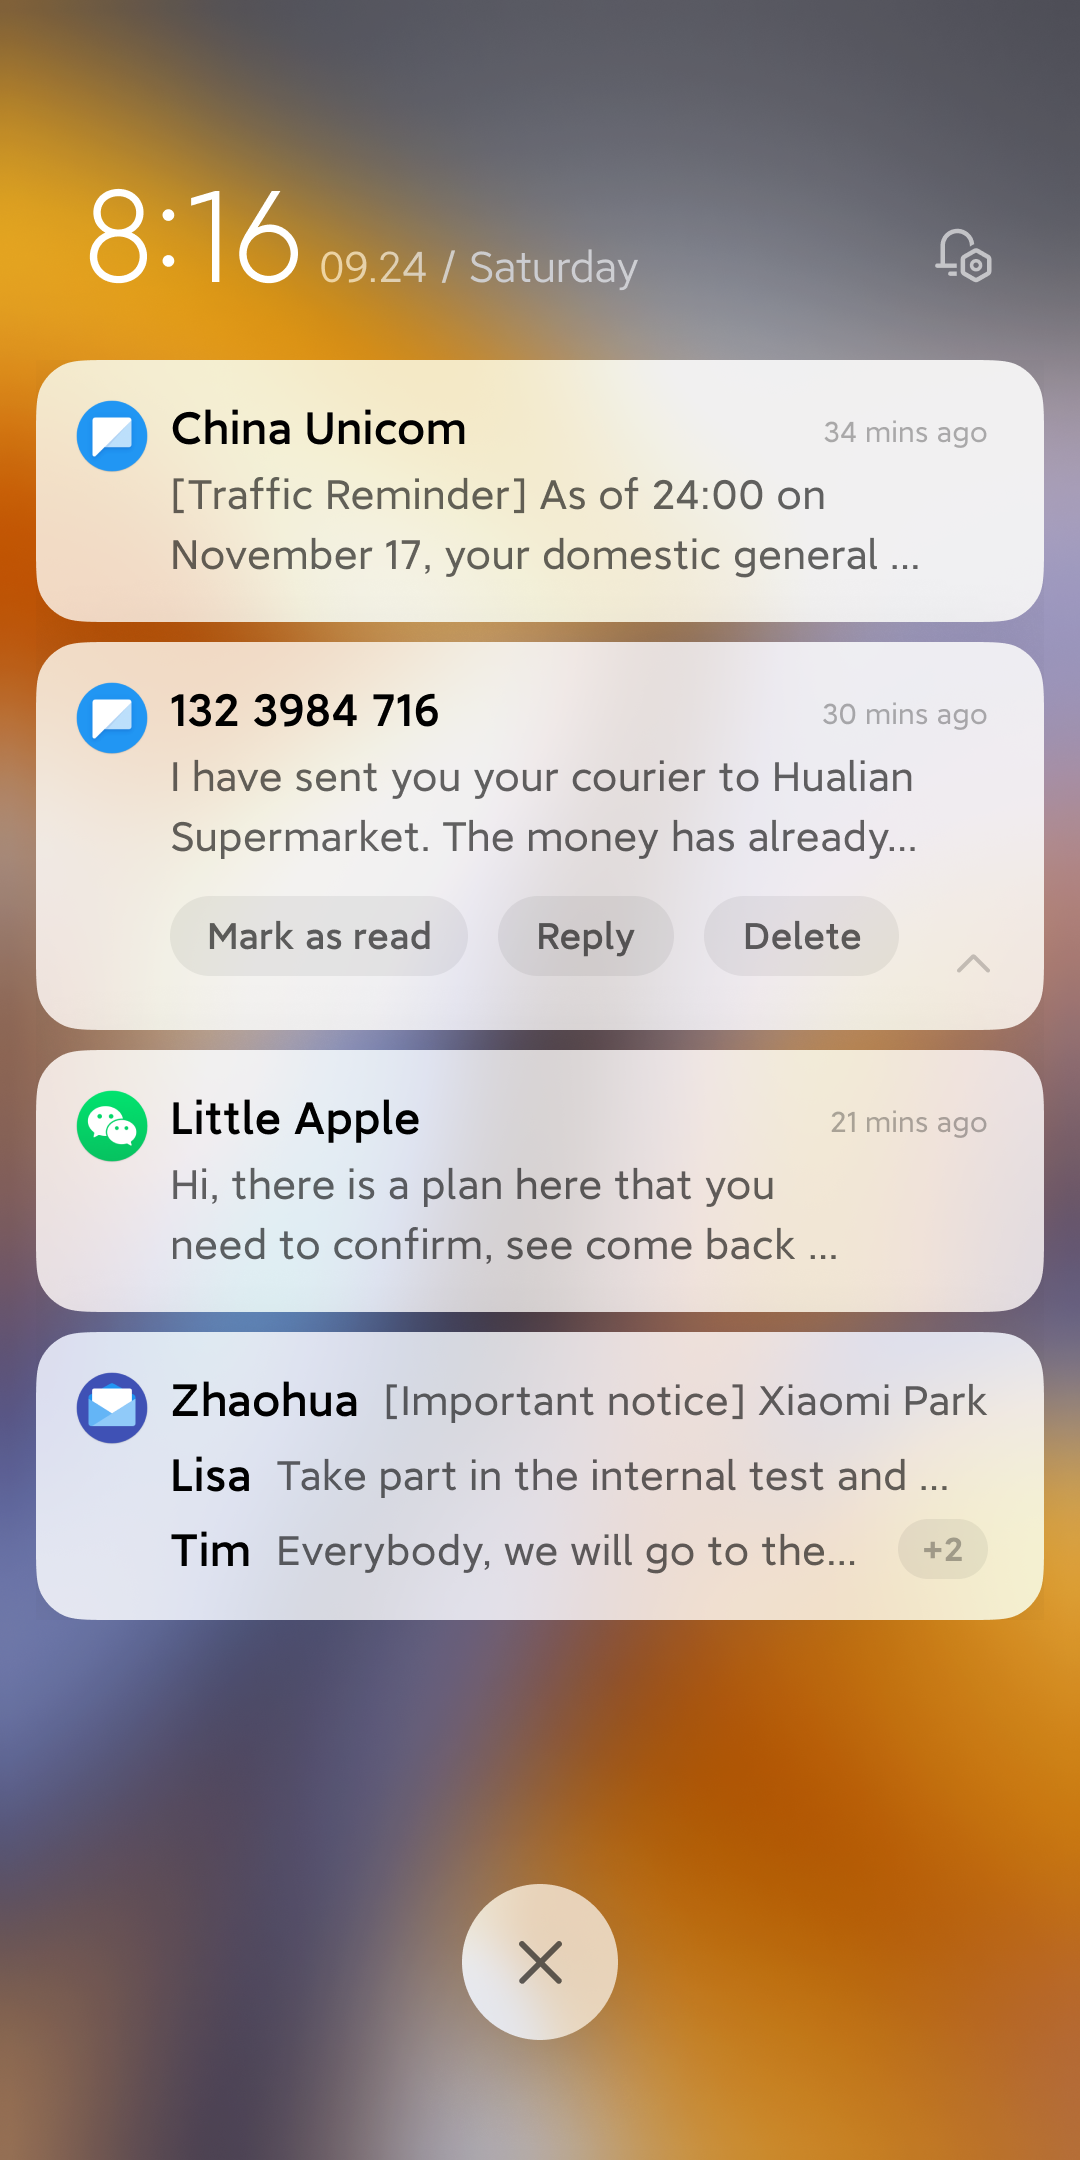 8:16 09.24 / Saturday
China Unicom 34 mins ago
[Traffic Reminder] As of 24:00 on
November 17, your domestic general ...
132 3984 716 30 mins ago
I have sent you your courier to Hualian
Supermarket. The money has already...
Mark as read Reply Delete
Little Apple 21 mins ago
Hi, there is a plan here that you
need to confirm, see come back ...
Zhaohua [Important notice] Xiaomi Park
Lisa Take part in the internal test and ...
Tim Everybody, we will go to the... +2